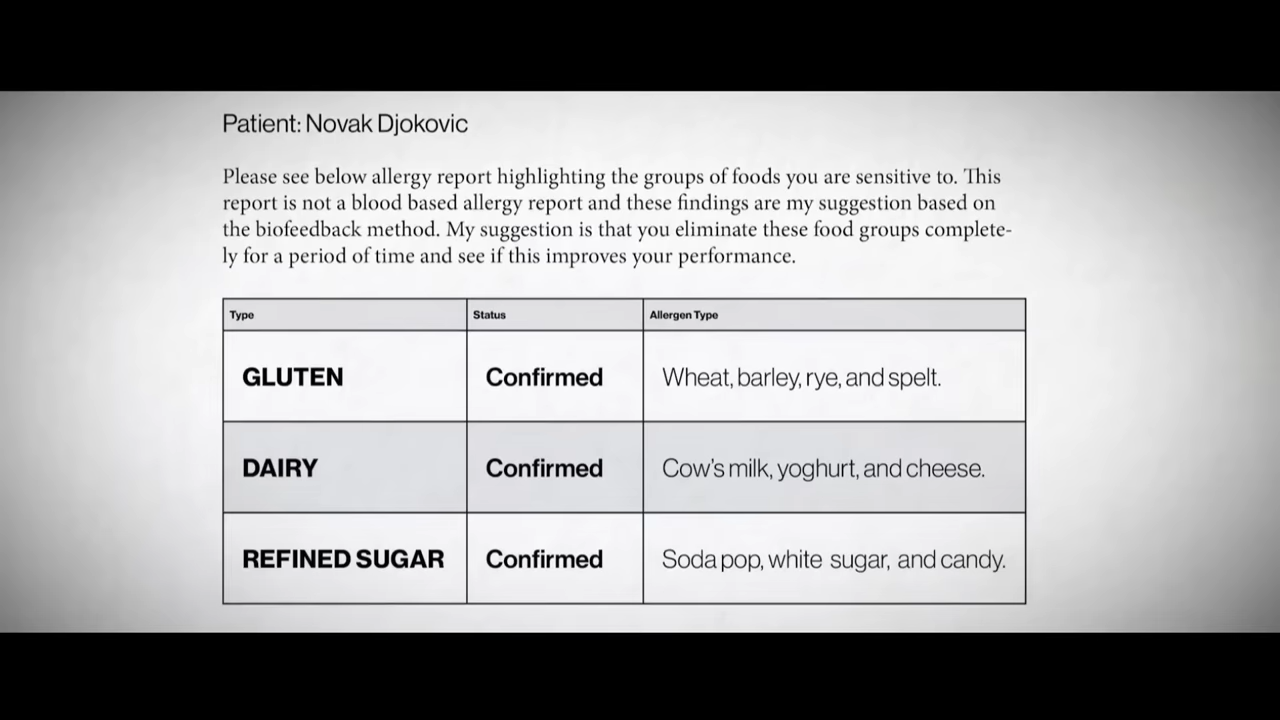 Patient: Novak Djokovic
Please see below allergy report highlighting the groups of foods you are sensitive to. This
report is not a blood based allergy report and these findings are my suggestion based on
the biofeedback method. My suggestion is that you eliminate these food groups complete-
ly for a period of time and see if this improves your performance.
Type Status Allergen Type
GLUTEN Confirmed Wheat, barley, rye, and spelt.
DAIRY Confirmed Cow's milk, yoghurt, and cheese.
REFINED SUGAR Confirmed Soda pop, white sugar, and candy.